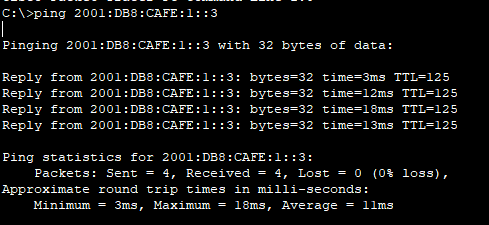 C:\>ping 2001:DB8:CAFE:1::3
Pinging 2001:DB8:CAFE:1::3 with 32 bytes of data:
Reply from 2001:DB8:CAFE:1::3: bytes=32 time=3ms TTL=125
Reply from 2001:DB8:CAFE:1::3: bytes=32 time=12ms TTL=125
Reply from 2001:DB8:CAFE:1::3: bytes=32 time=18ms TTL=125
Reply from 2001:DB8:CAFE:1::3: bytes=32 time=13ms TTL=125
Ping statistics for 2001:DB8:CAFE:1::3:
Packets: Sent = 4, Received = 4, Lost = 0 (0% loss),
Approximate round trip times in milli-seconds:
Minimum = 3ms, Maximum = 18ms, Average = 11ms